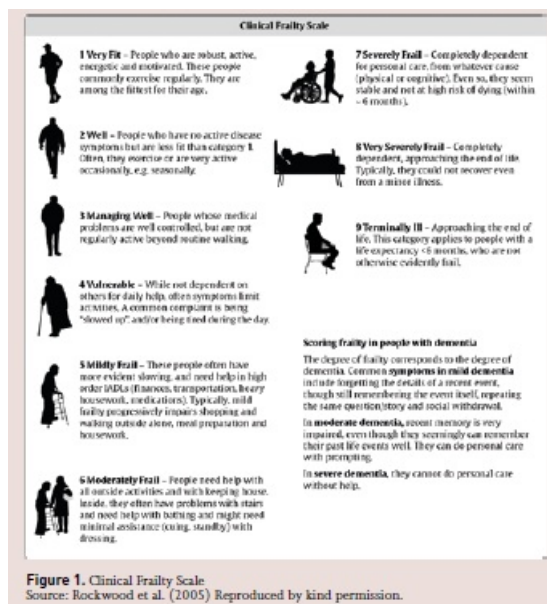 Clinical Frailty Scale
1 Very Fit – People who are robust, active,
energetic and motivated. These people
commonly exercise regularly. They are
among the fittest for their age.
2 Well – People who have no active disease
symptoms but are less fit than category 1.
Often, they exercise or are very active
occasionally, e.g. seasonally.
3 Managing Well – People whose medical
problems are well controlled, but are not
regularly active beyond routine walking.
4 Vulnerable – While not dependent on
others for daily help, often symptoms limit
activities. A common complaint is being
"slowed up", and/or being tired during the day.
5 Mildly Frail – These people often have
more evident slowing, and need help in high
order IADLs (finances, transportation, heavy
housework, medications). Typically, mild
frailty progressively impairs shopping and
walking outside alone, meal preparation and
housework.
6 Moderately Frail – People need help with
all outside activities and with keeping house.
Inside, they often have problems with stairs
and need help with bathing and might need
minimal assistance (cuing, standby) with
dressing.
7 Severely Frail – Completely dependent
for personal care, from whatever cause
(physical or cognitive). Even so, they seem
stable and not at high risk of dying (within
~ 6 months).
8 Very Severely Frail – Completely
dependent, approaching the end of life.
Typically, they could not recover even
from a minor illness.
9 Terminally Ill – Approaching the end of
life. This category applies to people with a
life expectancy <6 months, who are not
otherwise evidently frail.
Scoring frailty in people with dementia
The degree of frailty corresponds to the degree of
dementia. Common symptoms in mild dementia
include forgetting the details of a recent event,
though still remembering the event itself, repeating
the same question/story and social withdrawal.
In moderate dementia, recent memory is very
impaired, even though they seemingly can remember
their past life events well. They can do personal care
with prompting.
In severe dementia, they cannot do personal care
without help.
Figure 1. Clinical Frailty Scale
Source: Rockwood et al. (2005) Reproduced by kind permission.